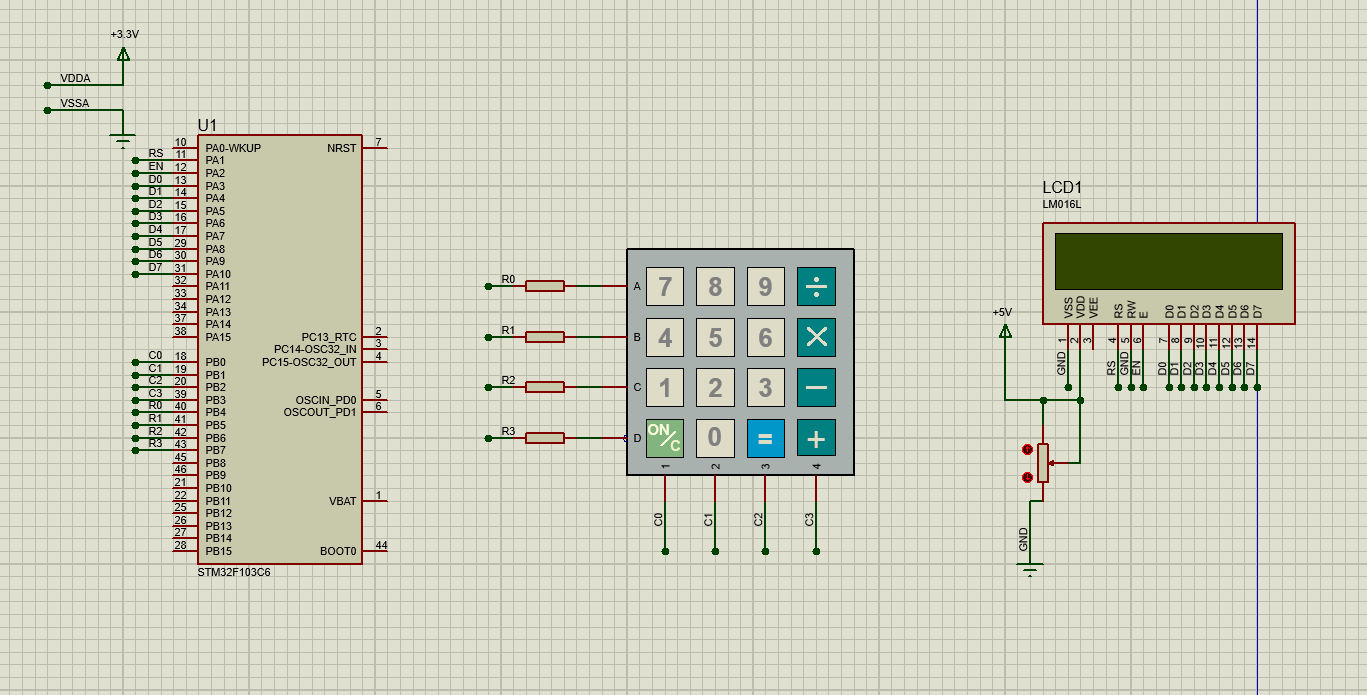 +3.3V
VDDA
VSSA
U1
10 PA0-WKUP NRST 7
RS 11 PA1
EN 12 PA2
D0 13 PA3
D1 14 PA4
D2 15 PA5
D3 16 PA6
D4 17 PA7
D5 29 PA8
D6 30 PA9
D7 31 PA10
32 PA11
33 PA12
34 PA13
37 PA14
38 PA15 PC13_RTC 2
PC14-OSC32_IN 3
C0 18 PB0 PC15-OSC32_OUT 4
C1 19 PB1
C2 20 PB2
C3 39 PB3 OSCIN_PD0 5
R0 40 PB4 OSCOUT_PD1 6
R1 41 PB5
R2 42 PB6
R3 43 PB7
45 PB8
46 PB9
21 PB10
22 PB11 VBAT 1
25 PB12
26 PB13
27 PB14
28 PB15 BOOT0 44
STM32F103C6
R0 A 7 8 9 ÷
R1 B 4 5 6 ×
R2 C 1 2 3 −
R3 D ON/C 0 = +
1 2 3 4
C0 C1 C2 C3
LCD1
LM016L
VSS VDD VEE RS RW E D0 D1 D2 D3 D4 D5 D6 D7
1 2 3 4 5 6 7 8 9 10 11 12 13 14
GND RS GND EN D0 D1 D2 D3 D4 D5 D6 D7
+5V
GND